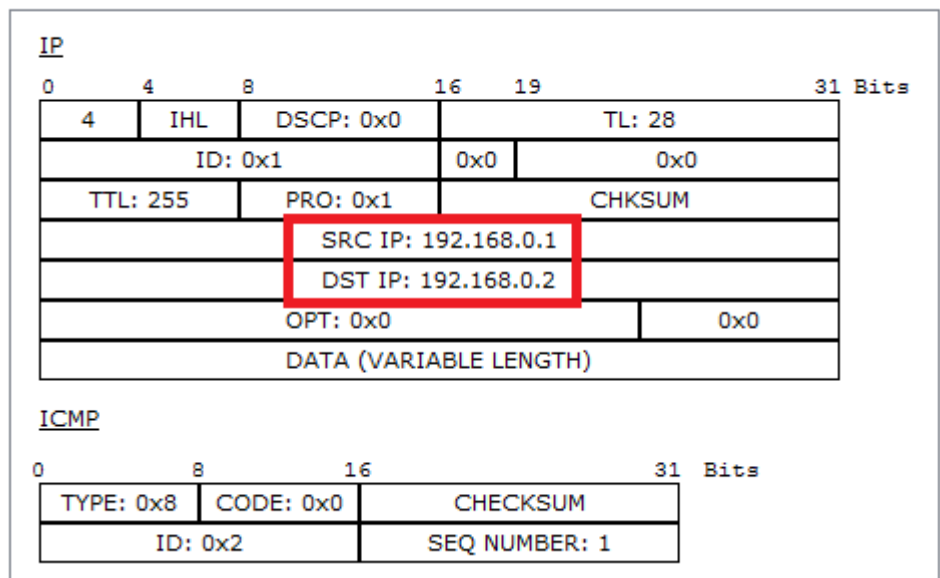 IP
0 4 8 16 19 31 Bits
4 IHL DSCP: 0x0 TL: 28
ID: 0x1 0x0 0x0
TTL: 255 PRO: 0x1 CHKSUM
SRC IP: 192.168.0.1
DST IP: 192.168.0.2
OPT: 0x0 0x0
DATA (VARIABLE LENGTH)
ICMP
0 8 16 31 Bits
TYPE: 0x8 CODE: 0x0 CHECKSUM
ID: 0x2 SEQ NUMBER: 1